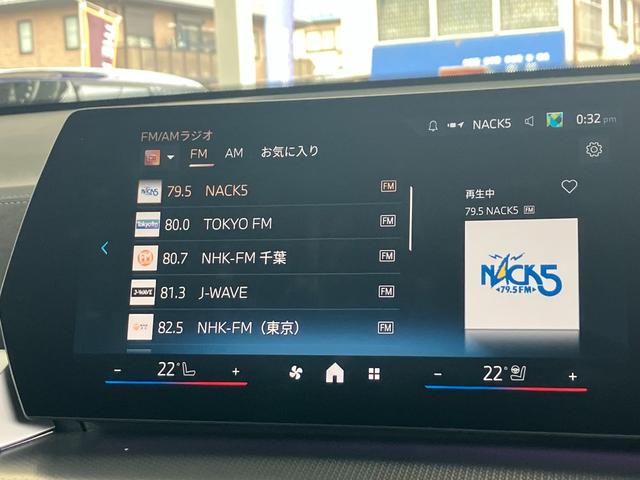 FM/AMラジオ
NACK5
0:32 pm
FM AM お気に入り
79.5 NACK5 FM
80.0 TOKYO FM FM
80.7 NHK-FM 千葉 FM
81.3 J-WAVE FM
82.5 NHK-FM（東京） FM
J-WAVE
再生中
79.5 NACK5 FM
NACK5
79.5FM
− 22° +
− 22° +